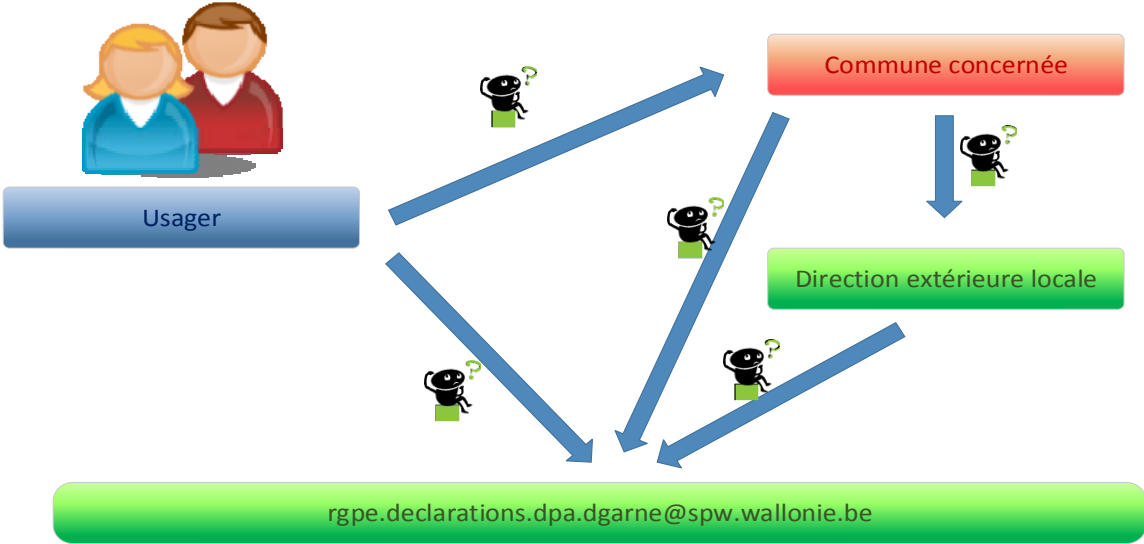 Commune concernée
Usager
Direction extérieure locale
rgpe.declarations.dpa.dgarne@spw.wallonie.be